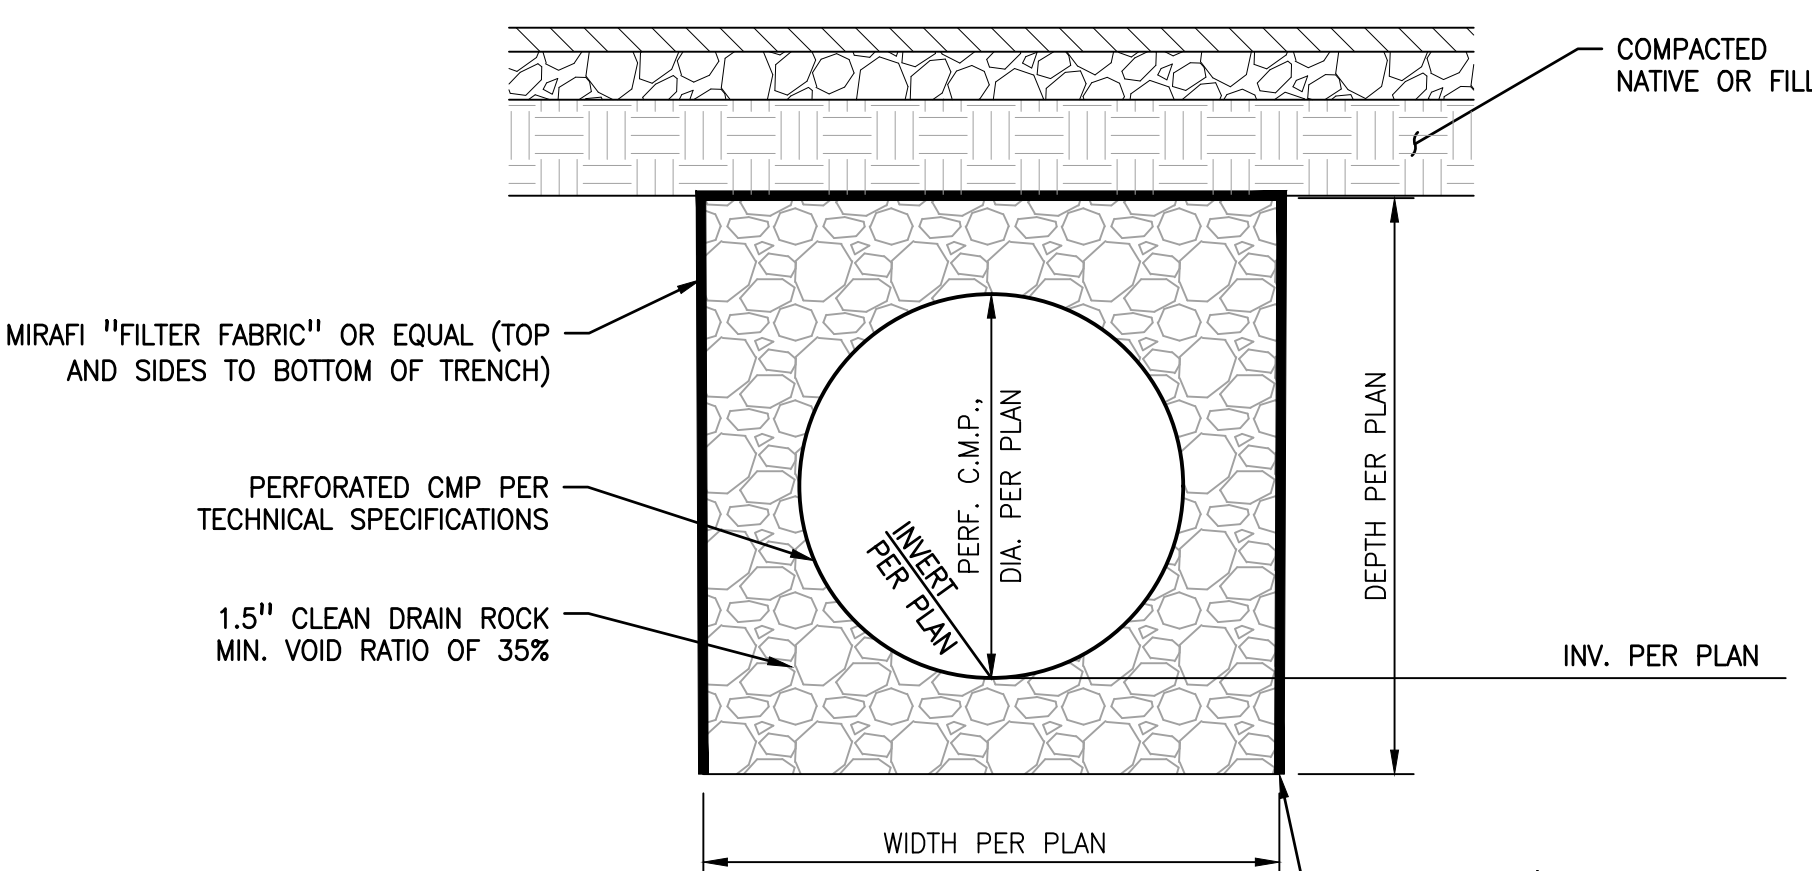 COMPACTED
NATIVE OR FILL
MIRAFI "FILTER FABRIC" OR EQUAL (TOP
AND SIDES TO BOTTOM OF TRENCH)
PERFORATED CMP PER
TECHNICAL SPECIFICATIONS
1.5" CLEAN DRAIN ROCK
MIN. VOID RATIO OF 35%
PERF. C.M.P.,
DIA. PER PLAN
INVERT
PER PLAN
DEPTH PER PLAN
INV. PER PLAN
WIDTH PER PLAN